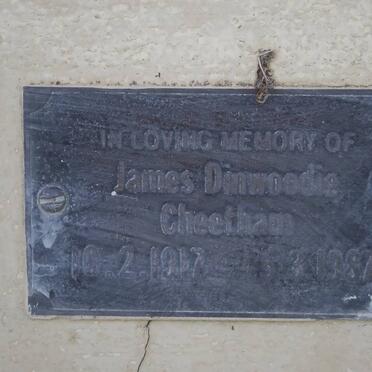 IN LOVING MEMORY OF
James Dinwoodie
Cheetham
10.2.1917